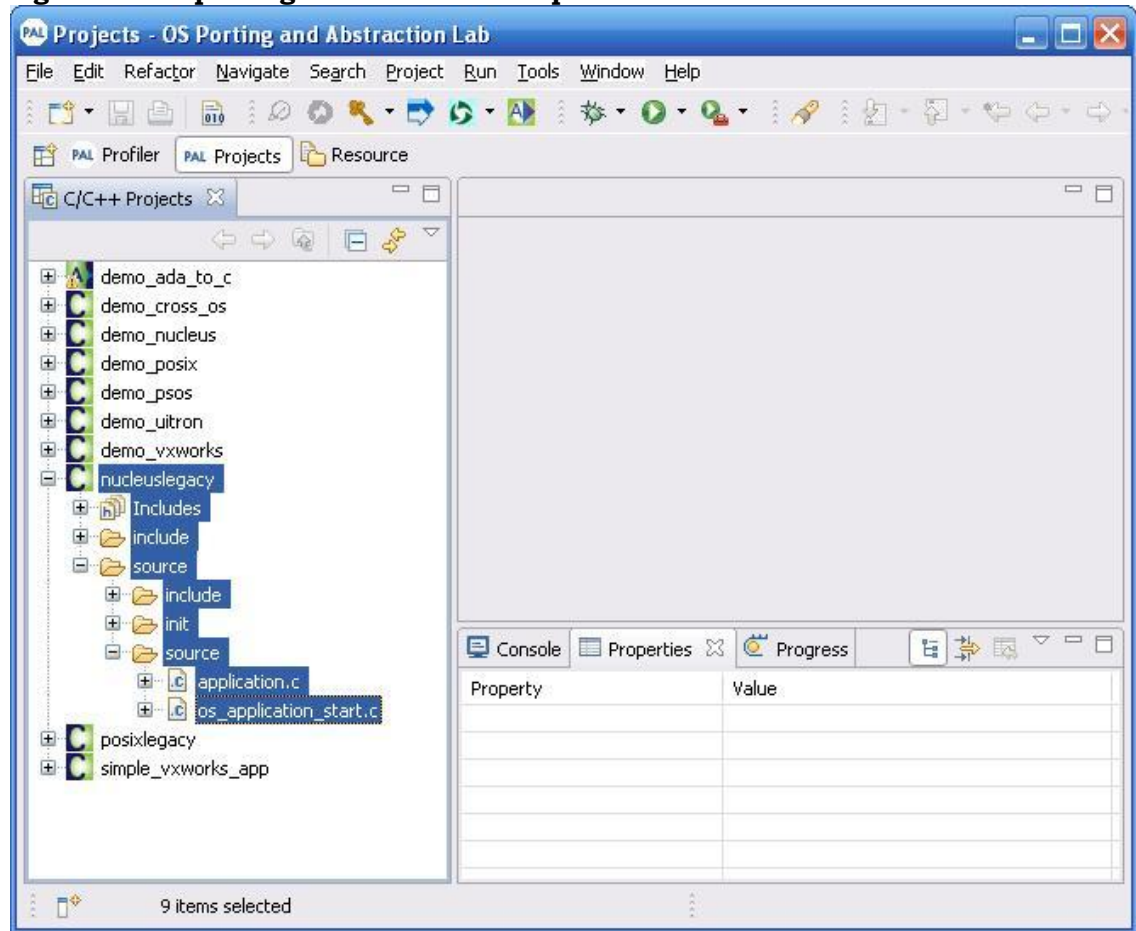 PAL Projects - OS Porting and Abstraction Lab
File Edit Refactor Navigate Search Project Run Tools Window Help
010
PAL Profiler PAL Projects Resource
C/C++ Projects
demo_ada_to_c
demo_cross_os
demo_nucleus
demo_posix
demo_psos
demo_uitron
demo_vxworks
nucleuslegacy
Includes
include
source
include
init
source
application.c
os_application_start.c
posixlegacy
simple_vxworks_app
Console Properties Progress
Property Value
9 items selected